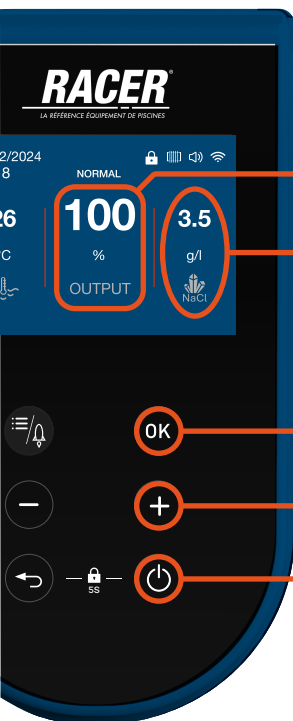 RACER®
LA RÉFÉRENCE ÉQUIPEMENT DE PISCINES
2/2024
8
NORMAL
26
100
3.5
°C
%
g/l
OUTPUT
NaCl
OK
5S